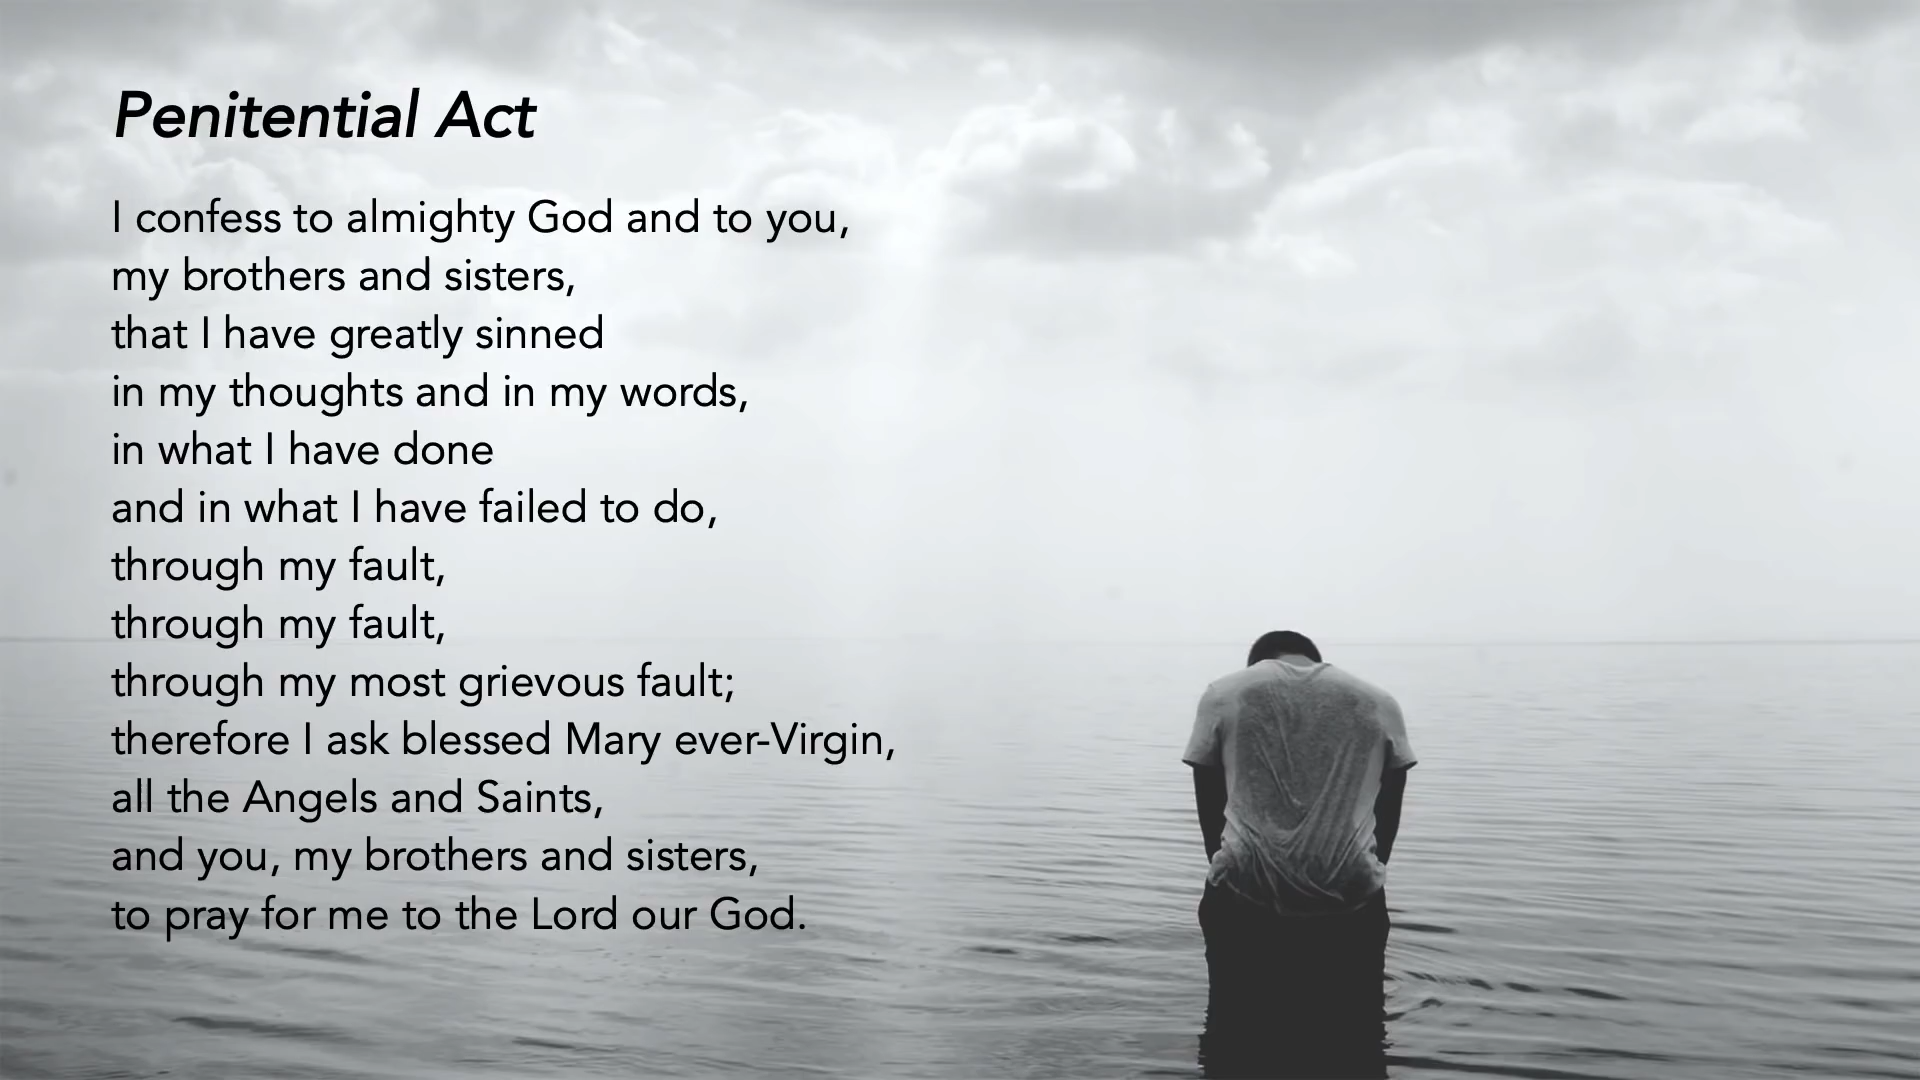 Penitential Act
I confess to almighty God and to you,
my brothers and sisters,
that I have greatly sinned
in my thoughts and in my words,
in what I have done
and in what I have failed to do,
through my fault,
through my fault,
through my most grievous fault;
therefore I ask blessed Mary ever-Virgin,
all the Angels and Saints,
and you, my brothers and sisters,
to pray for me to the Lord our God.